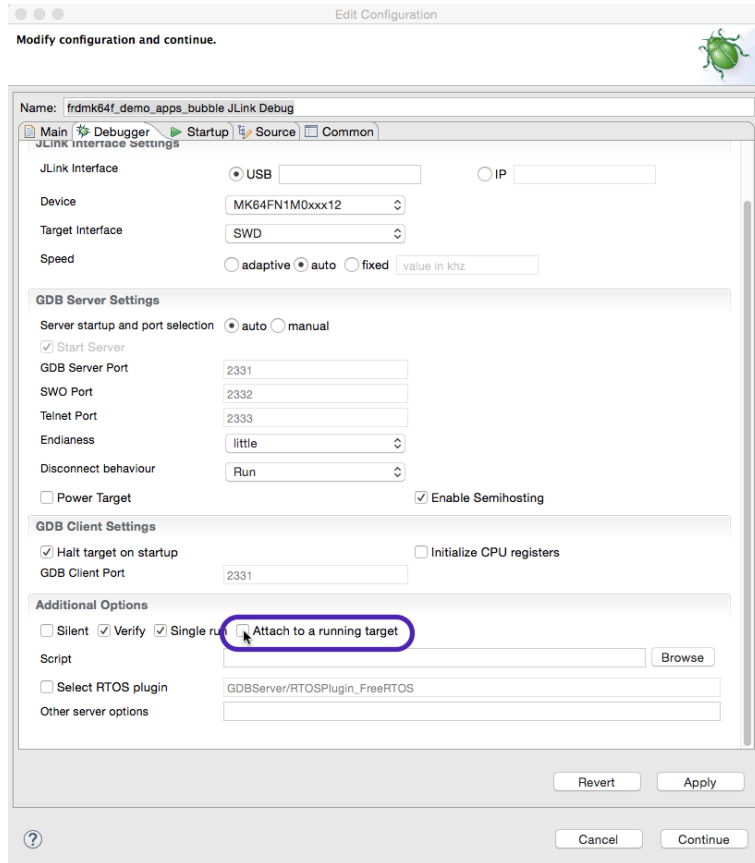 Edit Configuration
Modify configuration and continue.
Name: frdmk64f_demo_apps_bubble JLink Debug
Main Debugger Startup Source Common
JLink Interface Settings
JLink Interface USB IP
Device MK64FN1M0xxx12
Target Interface SWD
Speed adaptive auto fixed value in khz
GDB Server Settings
Server startup and port selection auto manual
Start Server
GDB Server Port 2331
SWO Port 2332
Telnet Port 2333
Endianess little
Disconnect behaviour Run
Power Target Enable Semihosting
GDB Client Settings
Halt target on startup Initialize CPU registers
GDB Client Port 2331
Additional Options
Silent Verify Single run Attach to a running target
Script Browse
Select RTOS plugin GDBServer/RTOSPlugin_FreeRTOS
Other server options
Revert Apply
? Cancel Continue